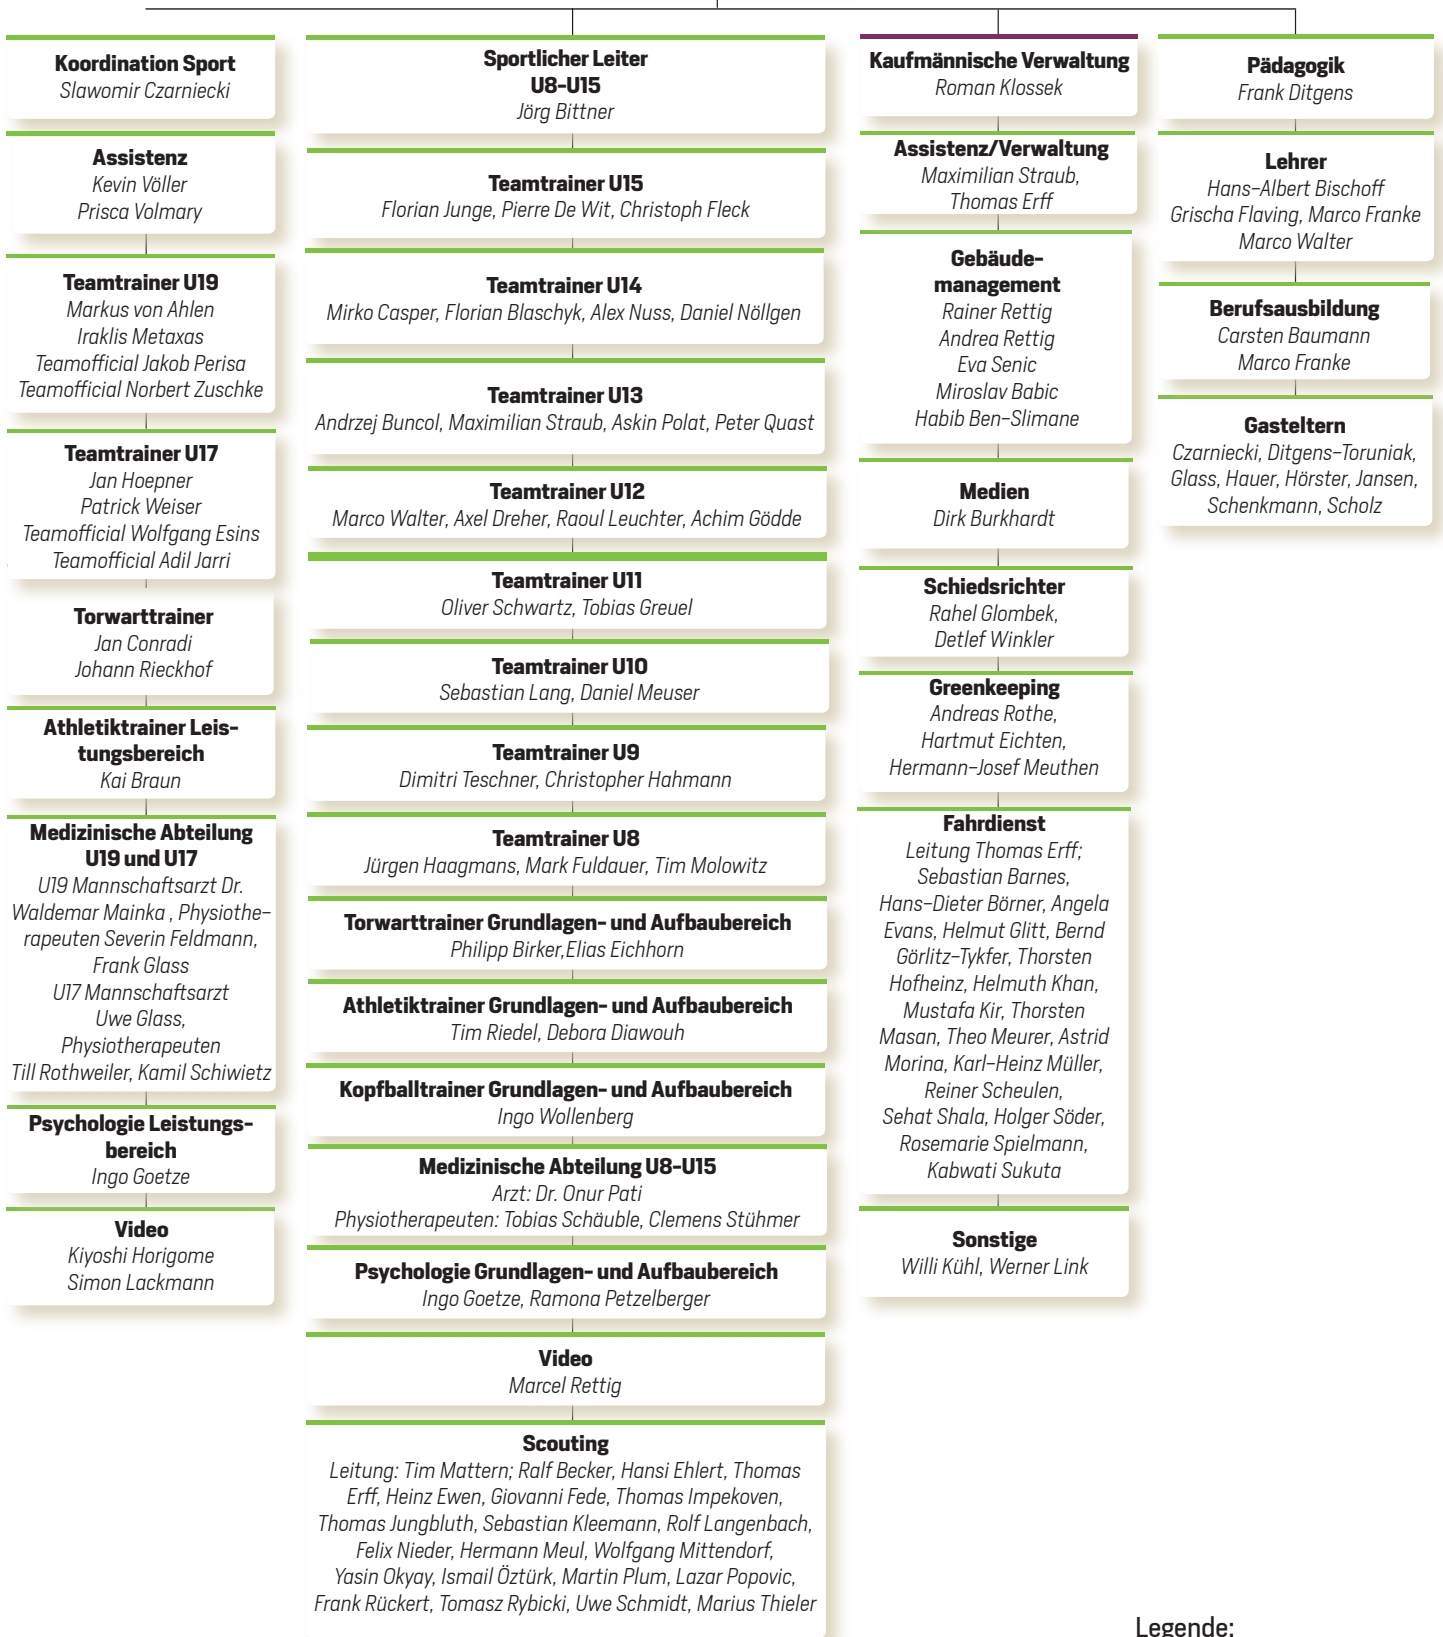 Koordination Sport
Slawomir Czarniecki
Assistenz
Kevin Völler
Prisca Volmary
Teamtrainer U19
Markus von Ahlen
Iraklis Metaxas
Teamofficial Jakob Perisa
Teamofficial Norbert Zuschke
Teamtrainer U17
Jan Hoepner
Patrick Weiser
Teamofficial Wolfgang Esins
Teamofficial Adil Jarri
Torwarttrainer
Jan Conradi
Johann Rieckhof
Athletiktrainer Leis-
tungsbereich
Kai Braun
Medizinische Abteilung
U19 und U17
U19 Mannschaftsarzt Dr.
Waldemar Mainka , Physiothe-
rapeuten Severin Feldmann,
Frank Glass
U17 Mannschaftsarzt
Uwe Glass,
Physiotherapeuten
Till Rothweiler, Kamil Schiwietz
Psychologie Leistungs-
bereich
Ingo Goetze
Video
Kiyoshi Horigome
Simon Lackmann
Sportlicher Leiter
U8-U15
Jörg Bittner
Teamtrainer U15
Florian Junge, Pierre De Wit, Christoph Fleck
Teamtrainer U14
Mirko Casper, Florian Blaschyk, Alex Nuss, Daniel Nöllgen
Teamtrainer U13
Andrzej Buncol, Maximilian Straub, Askin Polat, Peter Quast
Teamtrainer U12
Marco Walter, Axel Dreher, Raoul Leuchter, Achim Gödde
Teamtrainer U11
Oliver Schwartz, Tobias Greuel
Teamtrainer U10
Sebastian Lang, Daniel Meuser
Teamtrainer U9
Dimitri Teschner, Christopher Hahmann
Teamtrainer U8
Jürgen Haagmans, Mark Fuldauer, Tim Molowitz
Torwarttrainer Grundlagen- und Aufbaubereich
Philipp Birker,Elias Eichhorn
Athletiktrainer Grundlagen- und Aufbaubereich
Tim Riedel, Debora Diawouh
Kopfballtrainer Grundlagen- und Aufbaubereich
Ingo Wollenberg
Medizinische Abteilung U8-U15
Arzt: Dr. Onur Pati
Physiotherapeuten: Tobias Schäuble, Clemens Stühmer
Psychologie Grundlagen- und Aufbaubereich
Ingo Goetze, Ramona Petzelberger
Video
Marcel Rettig
Scouting
Leitung: Tim Mattern; Ralf Becker, Hansi Ehlert, Thomas
Erff, Heinz Ewen, Giovanni Fede, Thomas Impekoven,
Thomas Jungbluth, Sebastian Kleemann, Rolf Langenbach,
Felix Nieder, Hermann Meul, Wolfgang Mittendorf,
Yasin Okyay, Ismail Öztürk, Martin Plum, Lazar Popovic,
Frank Rückert, Tomasz Rybicki, Uwe Schmidt, Marius Thieler
Kaufmännische Verwaltung
Roman Klossek
Assistenz/Verwaltung
Maximilian Straub,
Thomas Erff
Gebäude-
management
Rainer Rettig
Andrea Rettig
Eva Senic
Miroslav Babic
Habib Ben-Slimane
Medien
Dirk Burkhardt
Schiedsrichter
Rahel Glombek,
Detlef Winkler
Greenkeeping
Andreas Rothe,
Hartmut Eichten,
Hermann-Josef Meuthen
Fahrdienst
Leitung Thomas Erff;
Sebastian Barnes,
Hans-Dieter Börner, Angela
Evans, Helmut Glitt, Bernd
Görlitz-Tykfer, Thorsten
Hofheinz, Helmuth Khan,
Mustafa Kir, Thorsten
Masan, Theo Meurer, Astrid
Morina, Karl-Heinz Müller,
Reiner Scheulen,
Sehat Shala, Holger Söder,
Rosemarie Spielmann,
Kabwati Sukuta
Sonstige
Willi Kühl, Werner Link
Pädagogik
Frank Ditgens
Lehrer
Hans-Albert Bischoff
Grischa Flaving, Marco Franke
Marco Walter
Berufsausbildung
Carsten Baumann
Marco Franke
Gasteltern
Czarniecki, Ditgens-Toruniak,
Glass, Hauer, Hörster, Jansen,
Schenkmann, Scholz
Legende: